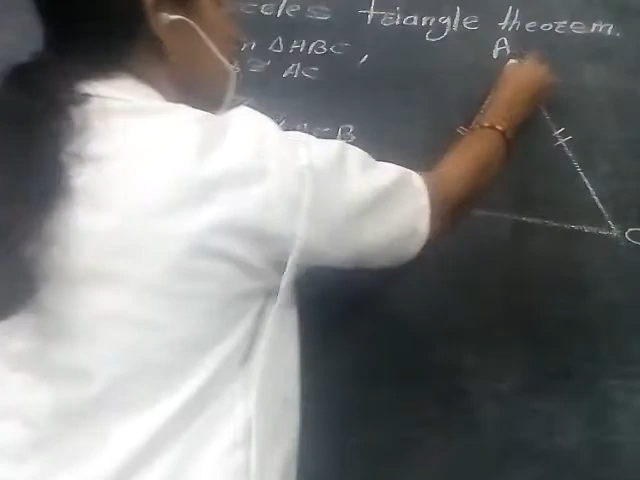 celes triangle theorem.
n △ABC,
≅ AC
A
B
C